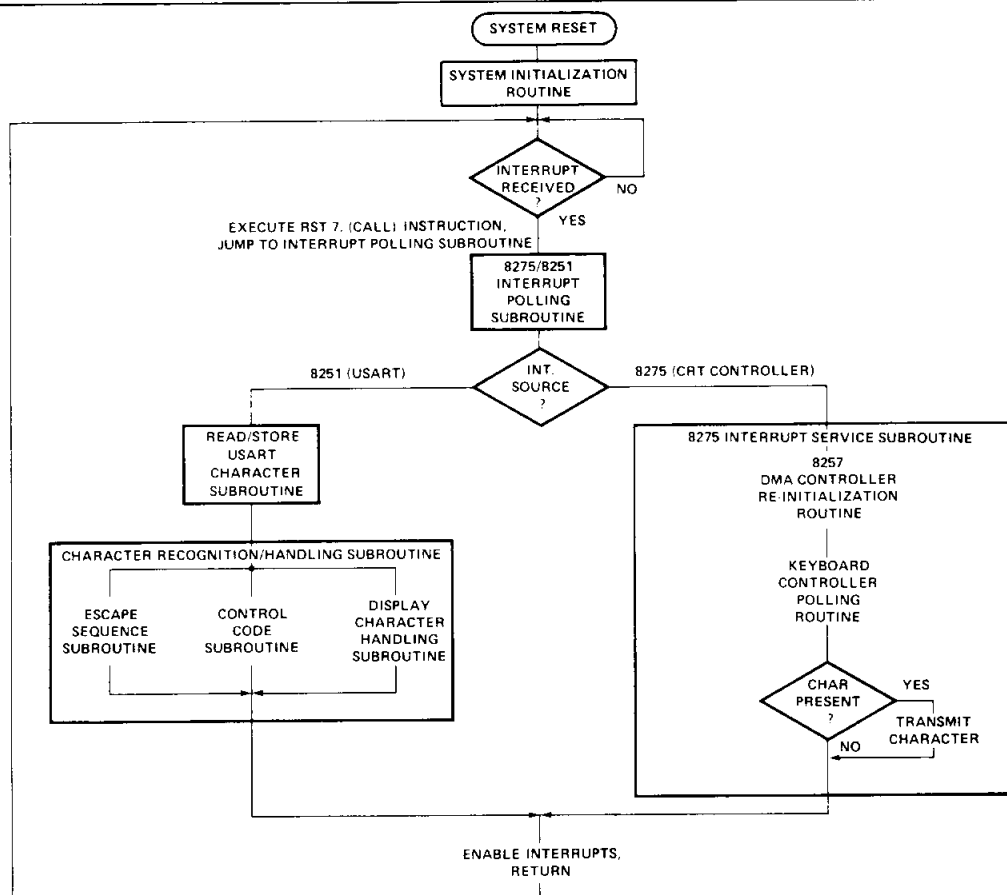 SYSTEM RESET
SYSTEM INITIALIZATION
ROUTINE
INTERRUPT
RECEIVED
?
NO
YES
EXECUTE RST 7. (CALL) INSTRUCTION,
JUMP TO INTERRUPT POLLING SUBROUTINE
8275/8251
INTERRUPT
POLLING
SUBROUTINE
INT.
SOURCE
?
8251 (USART)
8275 (CRT CONTROLLER)
READ/STORE
USART
CHARACTER
SUBROUTINE
CHARACTER RECOGNITION/HANDLING SUBROUTINE
ESCAPE
SEQUENCE
SUBROUTINE
CONTROL
CODE
SUBROUTINE
DISPLAY
CHARACTER
HANDLING
SUBROUTINE
8275 INTERRUPT SERVICE SUBROUTINE
8257
DMA CONTROLLER
RE-INITIALIZATION
ROUTINE
KEYBOARD
CONTROLLER
POLLING
ROUTINE
CHAR
PRESENT
?
YES
TRANSMIT
CHARACTER
NO
ENABLE INTERRUPTS,
RETURN